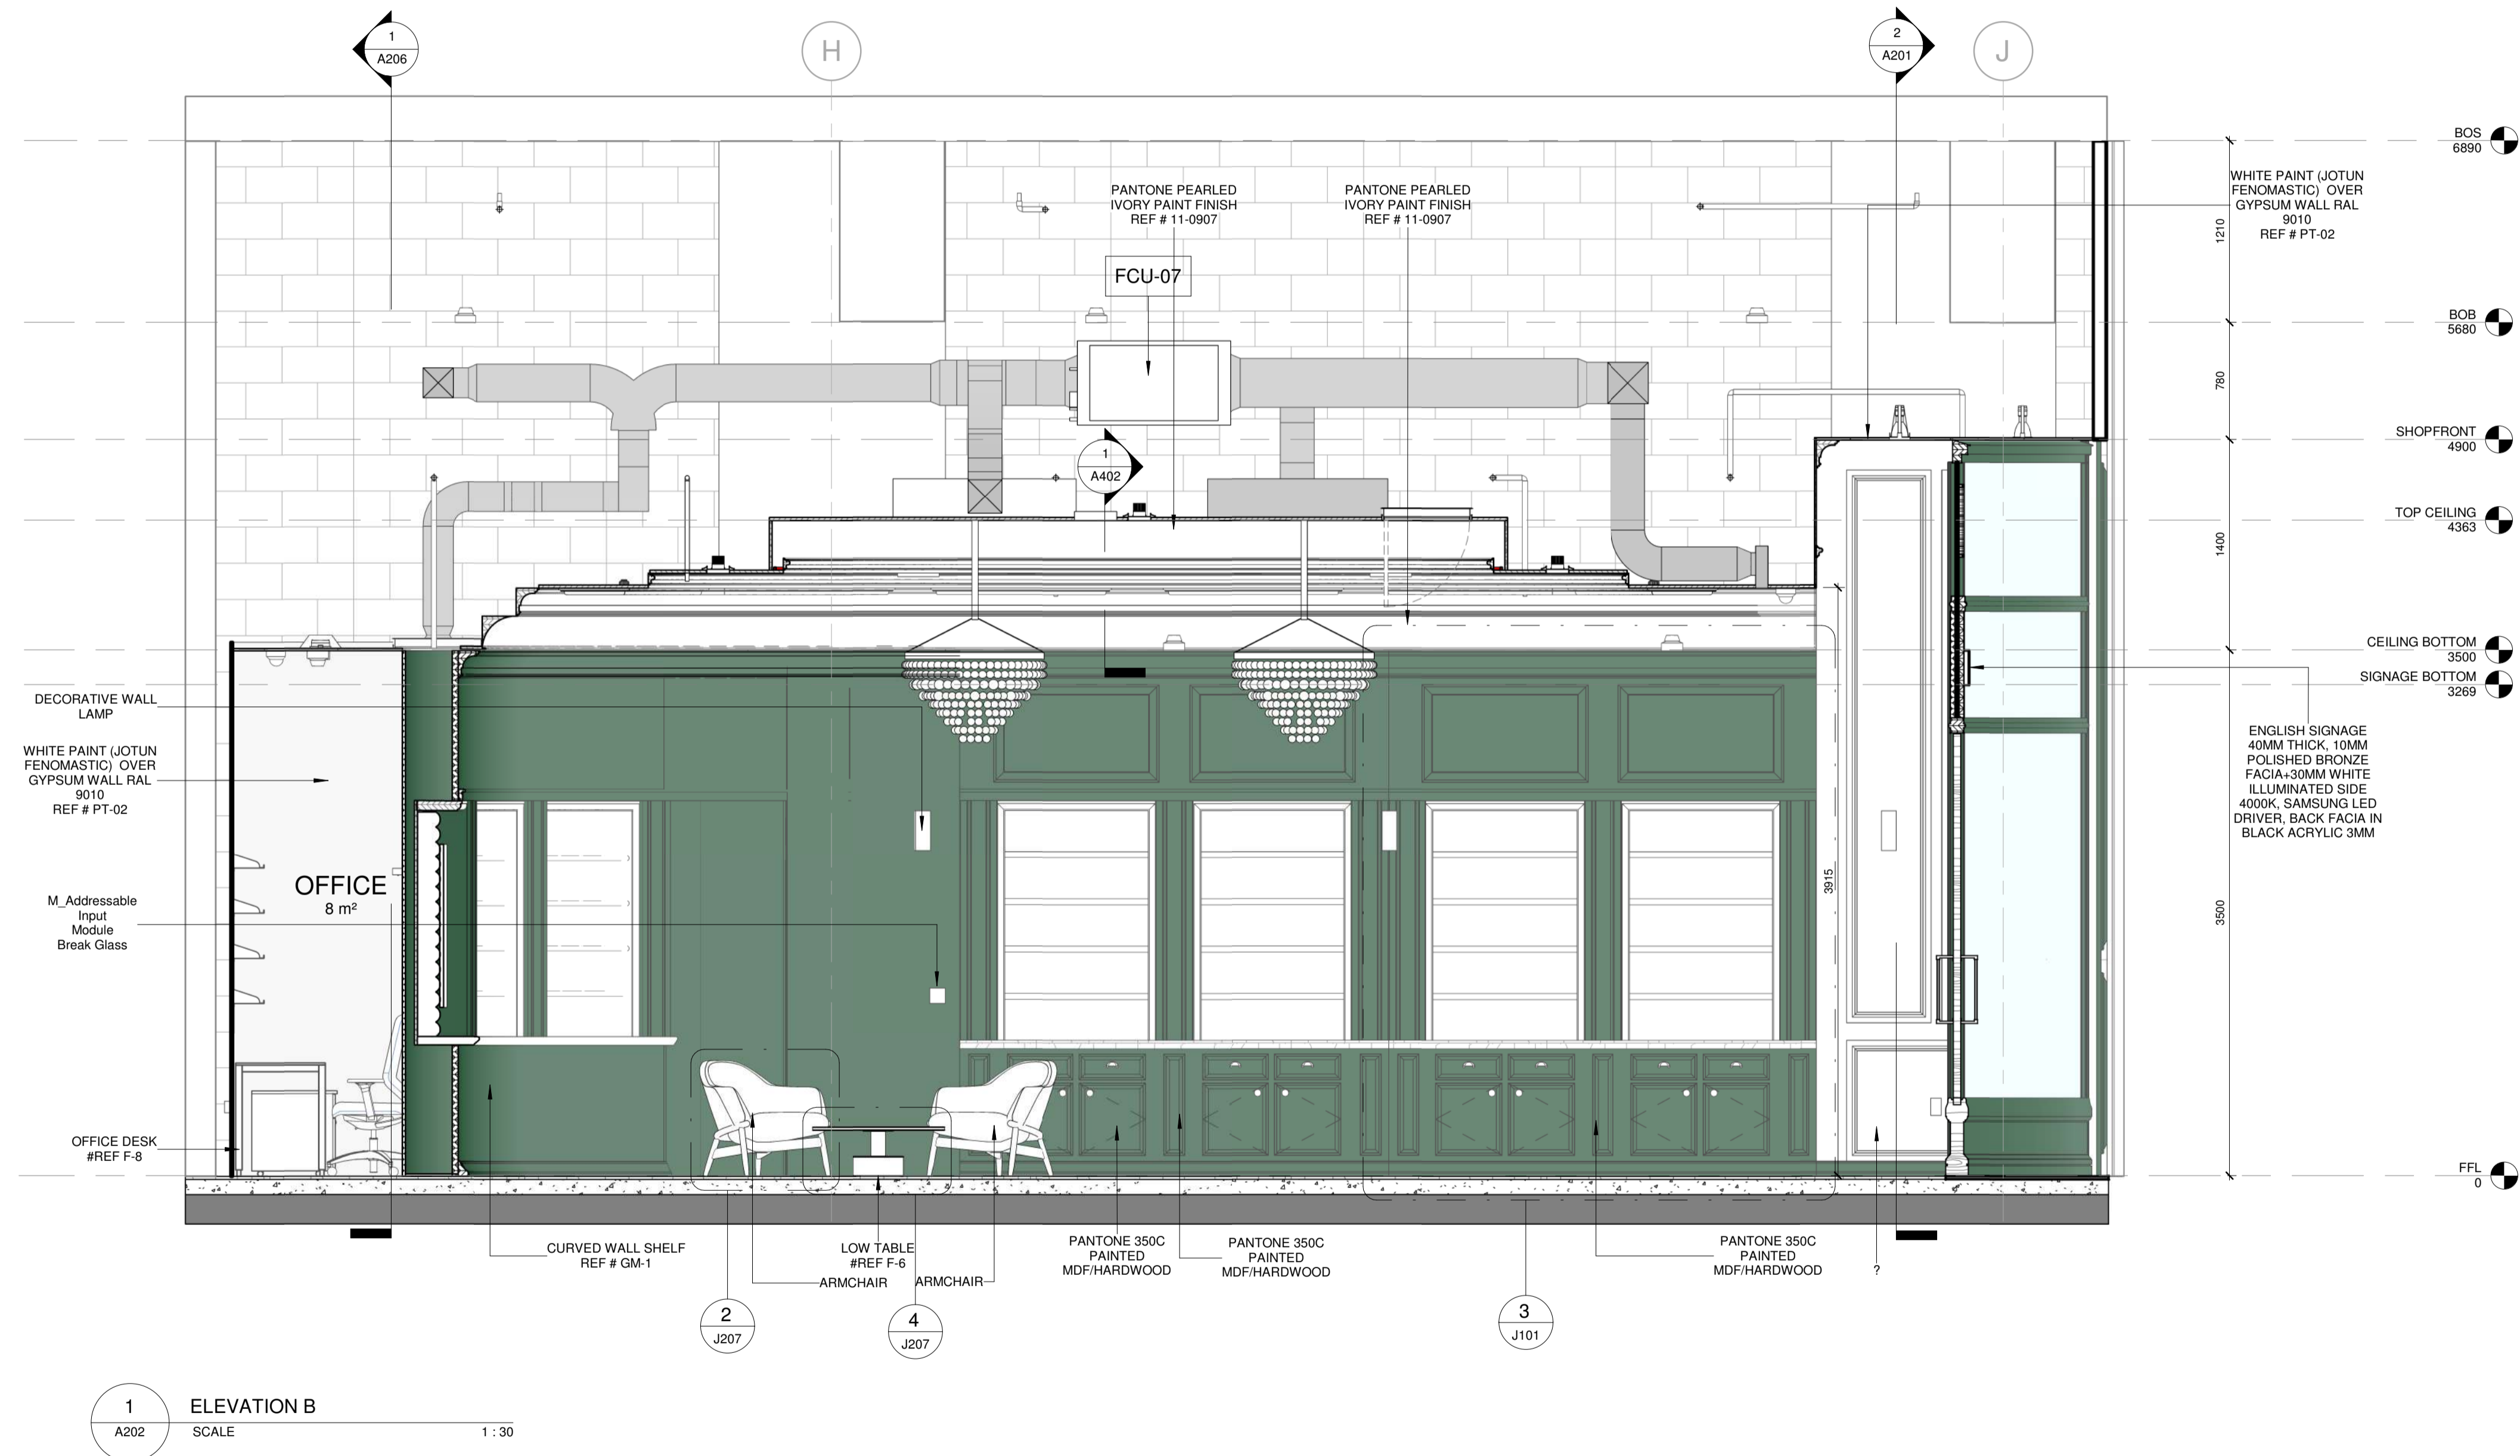 1
A206
H
2
A201
J
BOS
6890
WHITE PAINT (JOTUN
FENOMASTIC) OVER
GYPSUM WALL RAL
9010
REF # PT-02
PANTONE PEARLED
IVORY PAINT FINISH
REF # 11-0907
PANTONE PEARLED
IVORY PAINT FINISH
REF # 11-0907
1210
FCU-07
BOB
5680
780
SHOPFRONT
4900
1
A402
TOP CEILING
4363
1400
CEILING BOTTOM
3500
SIGNAGE BOTTOM
3269
DECORATIVE WALL
LAMP
WHITE PAINT (JOTUN
FENOMASTIC) OVER
GYPSUM WALL RAL
9010
REF # PT-02
ENGLISH SIGNAGE
40MM THICK, 10MM
POLISHED BRONZE
FACIA+30MM WHITE
ILLUMINATED SIDE
4000K, SAMSUNG LED
DRIVER, BACK FACIA IN
BLACK ACRYLIC 3MM
OFFICE
8 m²
3915
3500
M_Addressable
Input
Module
Break Glass
OFFICE DESK
#REF F-8
FFL
0
CURVED WALL SHELF
REF # GM-1
LOW TABLE
#REF F-6
ARMCHAIR
ARMCHAIR
PANTONE 350C
PAINTED
MDF/HARDWOOD
PANTONE 350C
PAINTED
MDF/HARDWOOD
PANTONE 350C
PAINTED
MDF/HARDWOOD
?
2
J207
4
J207
3
J101
1
A202
ELEVATION B
SCALE
1 : 30